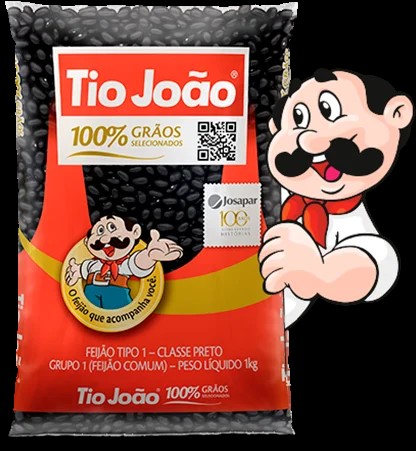 Tio João®
100% GRÃOS
SELECIONADOS
Josapar
100
O feijão que acompanha você.
FEIJÃO TIPO 1 – CLASSE PRETO
GRUPO 1 (FEIJÃO COMUM) – PESO LÍQUIDO 1kg
Tio João® 100% GRÃOS
SELECIONADOS